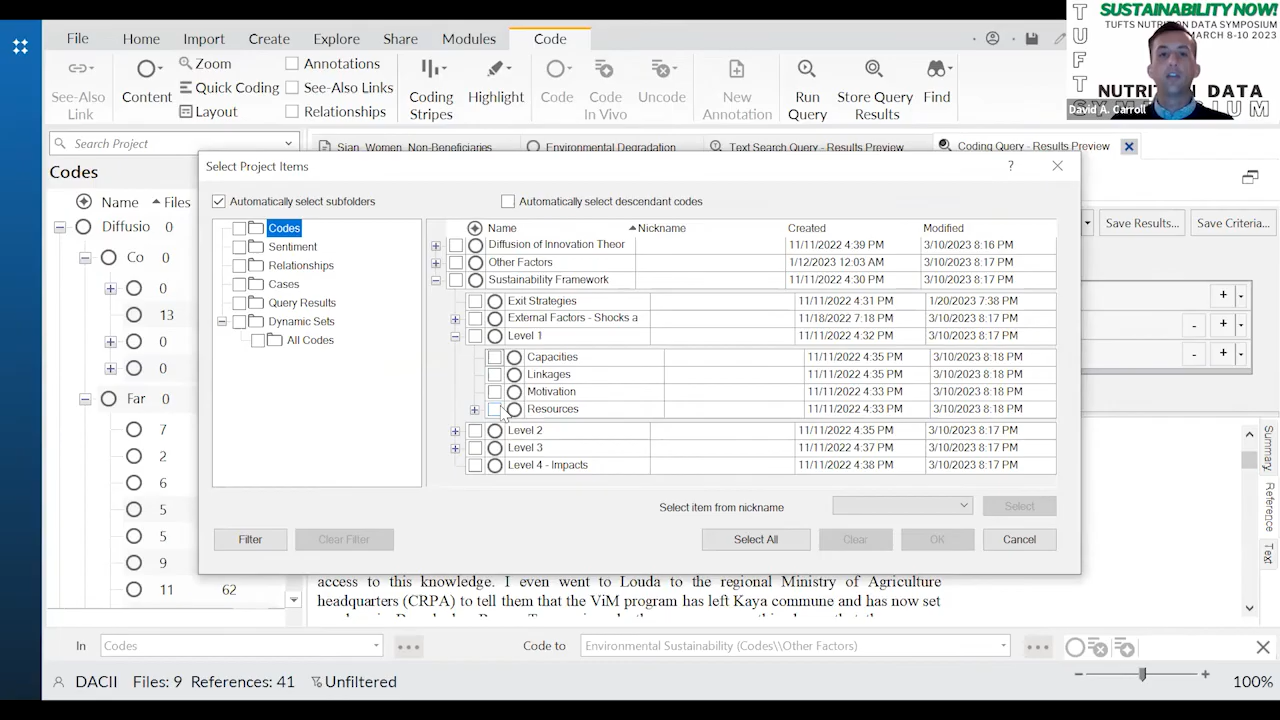 SUSTAINABILITY NOW!
TUFTS NUTRITION DATA SYMPOSIUM
MARCH 8-10 2023
TUFTS
NUTRITION DATA
David A. Carroll
File Home Import Create Explore Share Modules Code
See-Also Link
Content
Zoom
Quick Coding
Layout
Annotations
See-Also Links
Relationships
Coding Stripes
Highlight
Code
Code In Vivo
Uncode
New Annotation
Run Query
Store Query Results
Find
Search Project
Sian Women Non-Beneficiaries
Environmental Degradation
Text Search Query - Results Preview
Coding Query - Results Preview
Codes
Name Files
Diffusio 0
Co 0
0
13
0
0
Far 0
7
2
6
5
5
9
11 62
Select Project Items
?
Automatically select subfolders
Automatically select descendant codes
Codes
Sentiment
Relationships
Cases
Query Results
Dynamic Sets
All Codes
Name Nickname Created Modified
Diffusion of Innovation Theor 11/11/2022 4:39 PM 3/10/2023 8:16 PM
Other Factors 1/12/2023 12:03 AM 3/10/2023 8:17 PM
Sustainability Framework 11/11/2022 4:30 PM 3/10/2023 8:17 PM
Exit Strategies 11/11/2022 4:31 PM 1/20/2023 7:38 PM
External Factors - Shocks a 11/18/2022 7:18 PM 3/10/2023 8:17 PM
Level 1 11/11/2022 4:32 PM 3/10/2023 8:17 PM
Capacities 11/11/2022 4:35 PM 3/10/2023 8:18 PM
Linkages 11/11/2022 4:35 PM 3/10/2023 8:18 PM
Motivation 11/11/2022 4:33 PM 3/10/2023 8:18 PM
Resources 11/11/2022 4:33 PM 3/10/2023 8:18 PM
Level 2 11/11/2022 4:35 PM 3/10/2023 8:17 PM
Level 3 11/11/2022 4:37 PM 3/10/2023 8:17 PM
Level 4 - Impacts 11/11/2022 4:38 PM 3/10/2023 8:17 PM
Select item from nickname
Select
Filter
Clear Filter
Select All
Clear
OK
Cancel
Save Results...
Save Criteria...
Summary
Reference
Text
access to this knowledge. I even went to Louda to the regional Ministry of Agriculture
headquarters (CRPA) to tell them that the ViM program has left Kaya commune and has now set
In Codes
Code to Environmental Sustainability (Codes\\Other Factors)
DACII Files: 9 References: 41 Unfiltered
100%